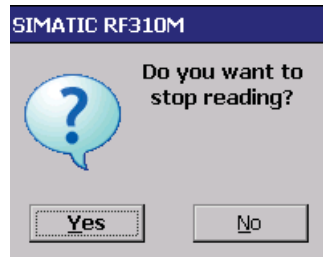 SIMATIC RF310M
Do you want to
stop reading?
Yes
No